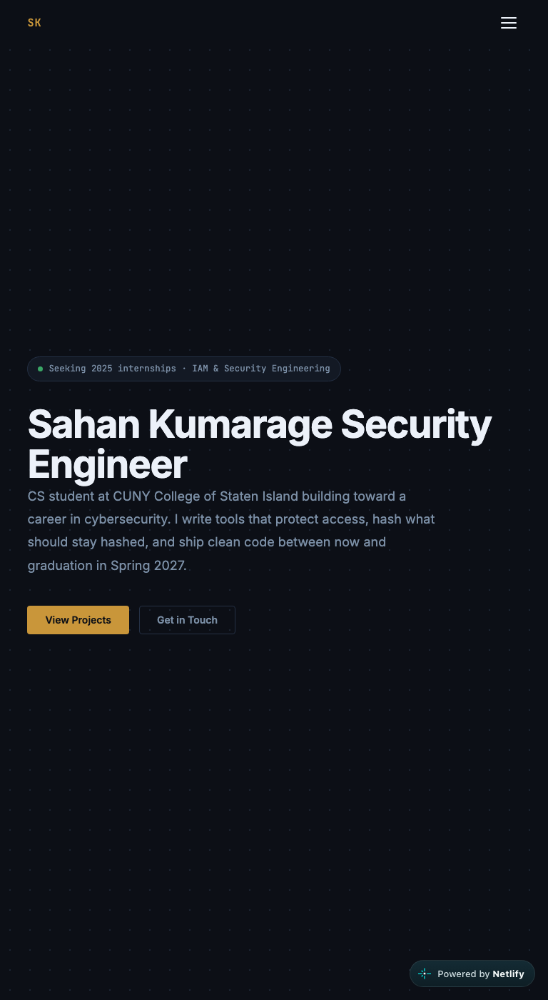 SK
Seeking 2025 internships · IAM & Security Engineering
Sahan Kumarage Security
Engineer
CS student at CUNY College of Staten Island building toward a
career in cybersecurity. I write tools that protect access, hash what
should stay hashed, and ship clean code between now and
graduation in Spring 2027.
View Projects
Get in Touch
Powered by Netlify